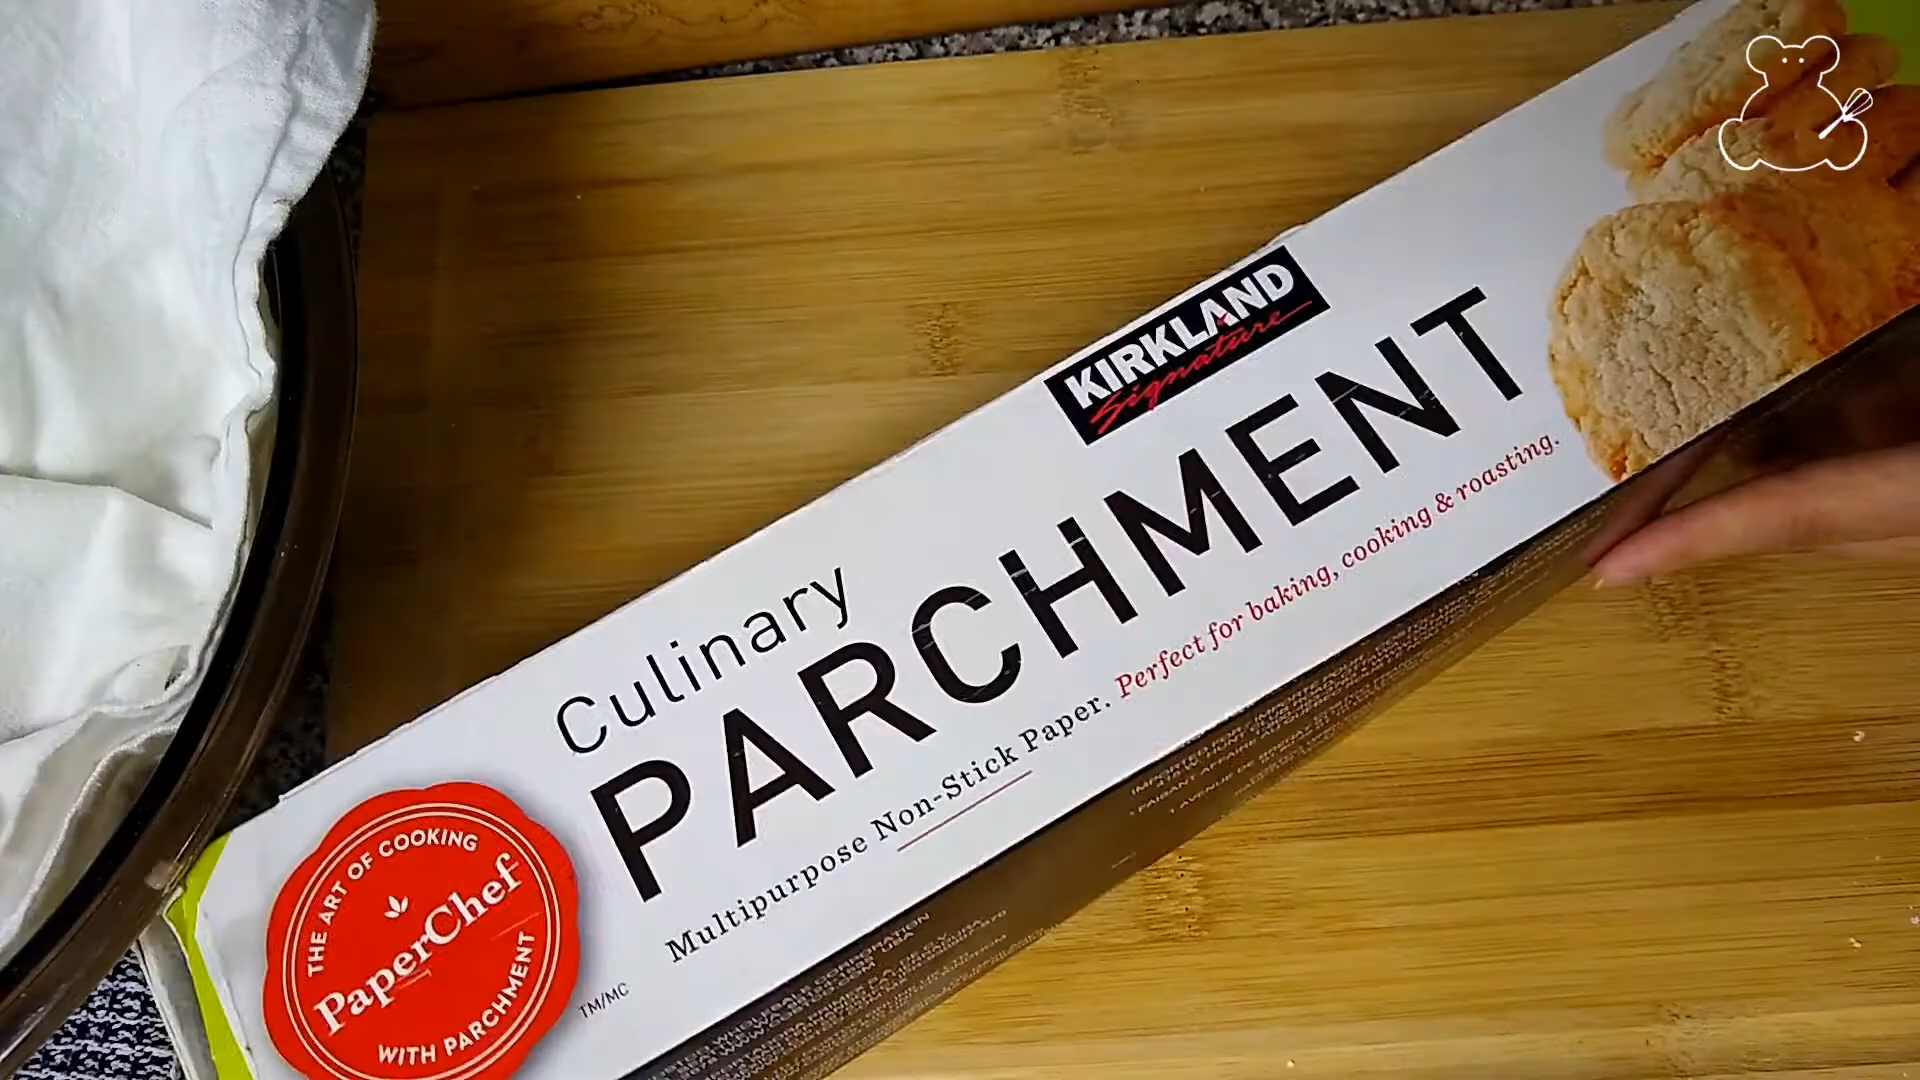 KIRKLAND
Signature
Culinary
PARCHMENT
Multipurpose Non-Stick Paper. Perfect for baking, cooking & roasting.
THE ART OF COOKING
PaperChef
WITH PARCHMENT
TM/MC